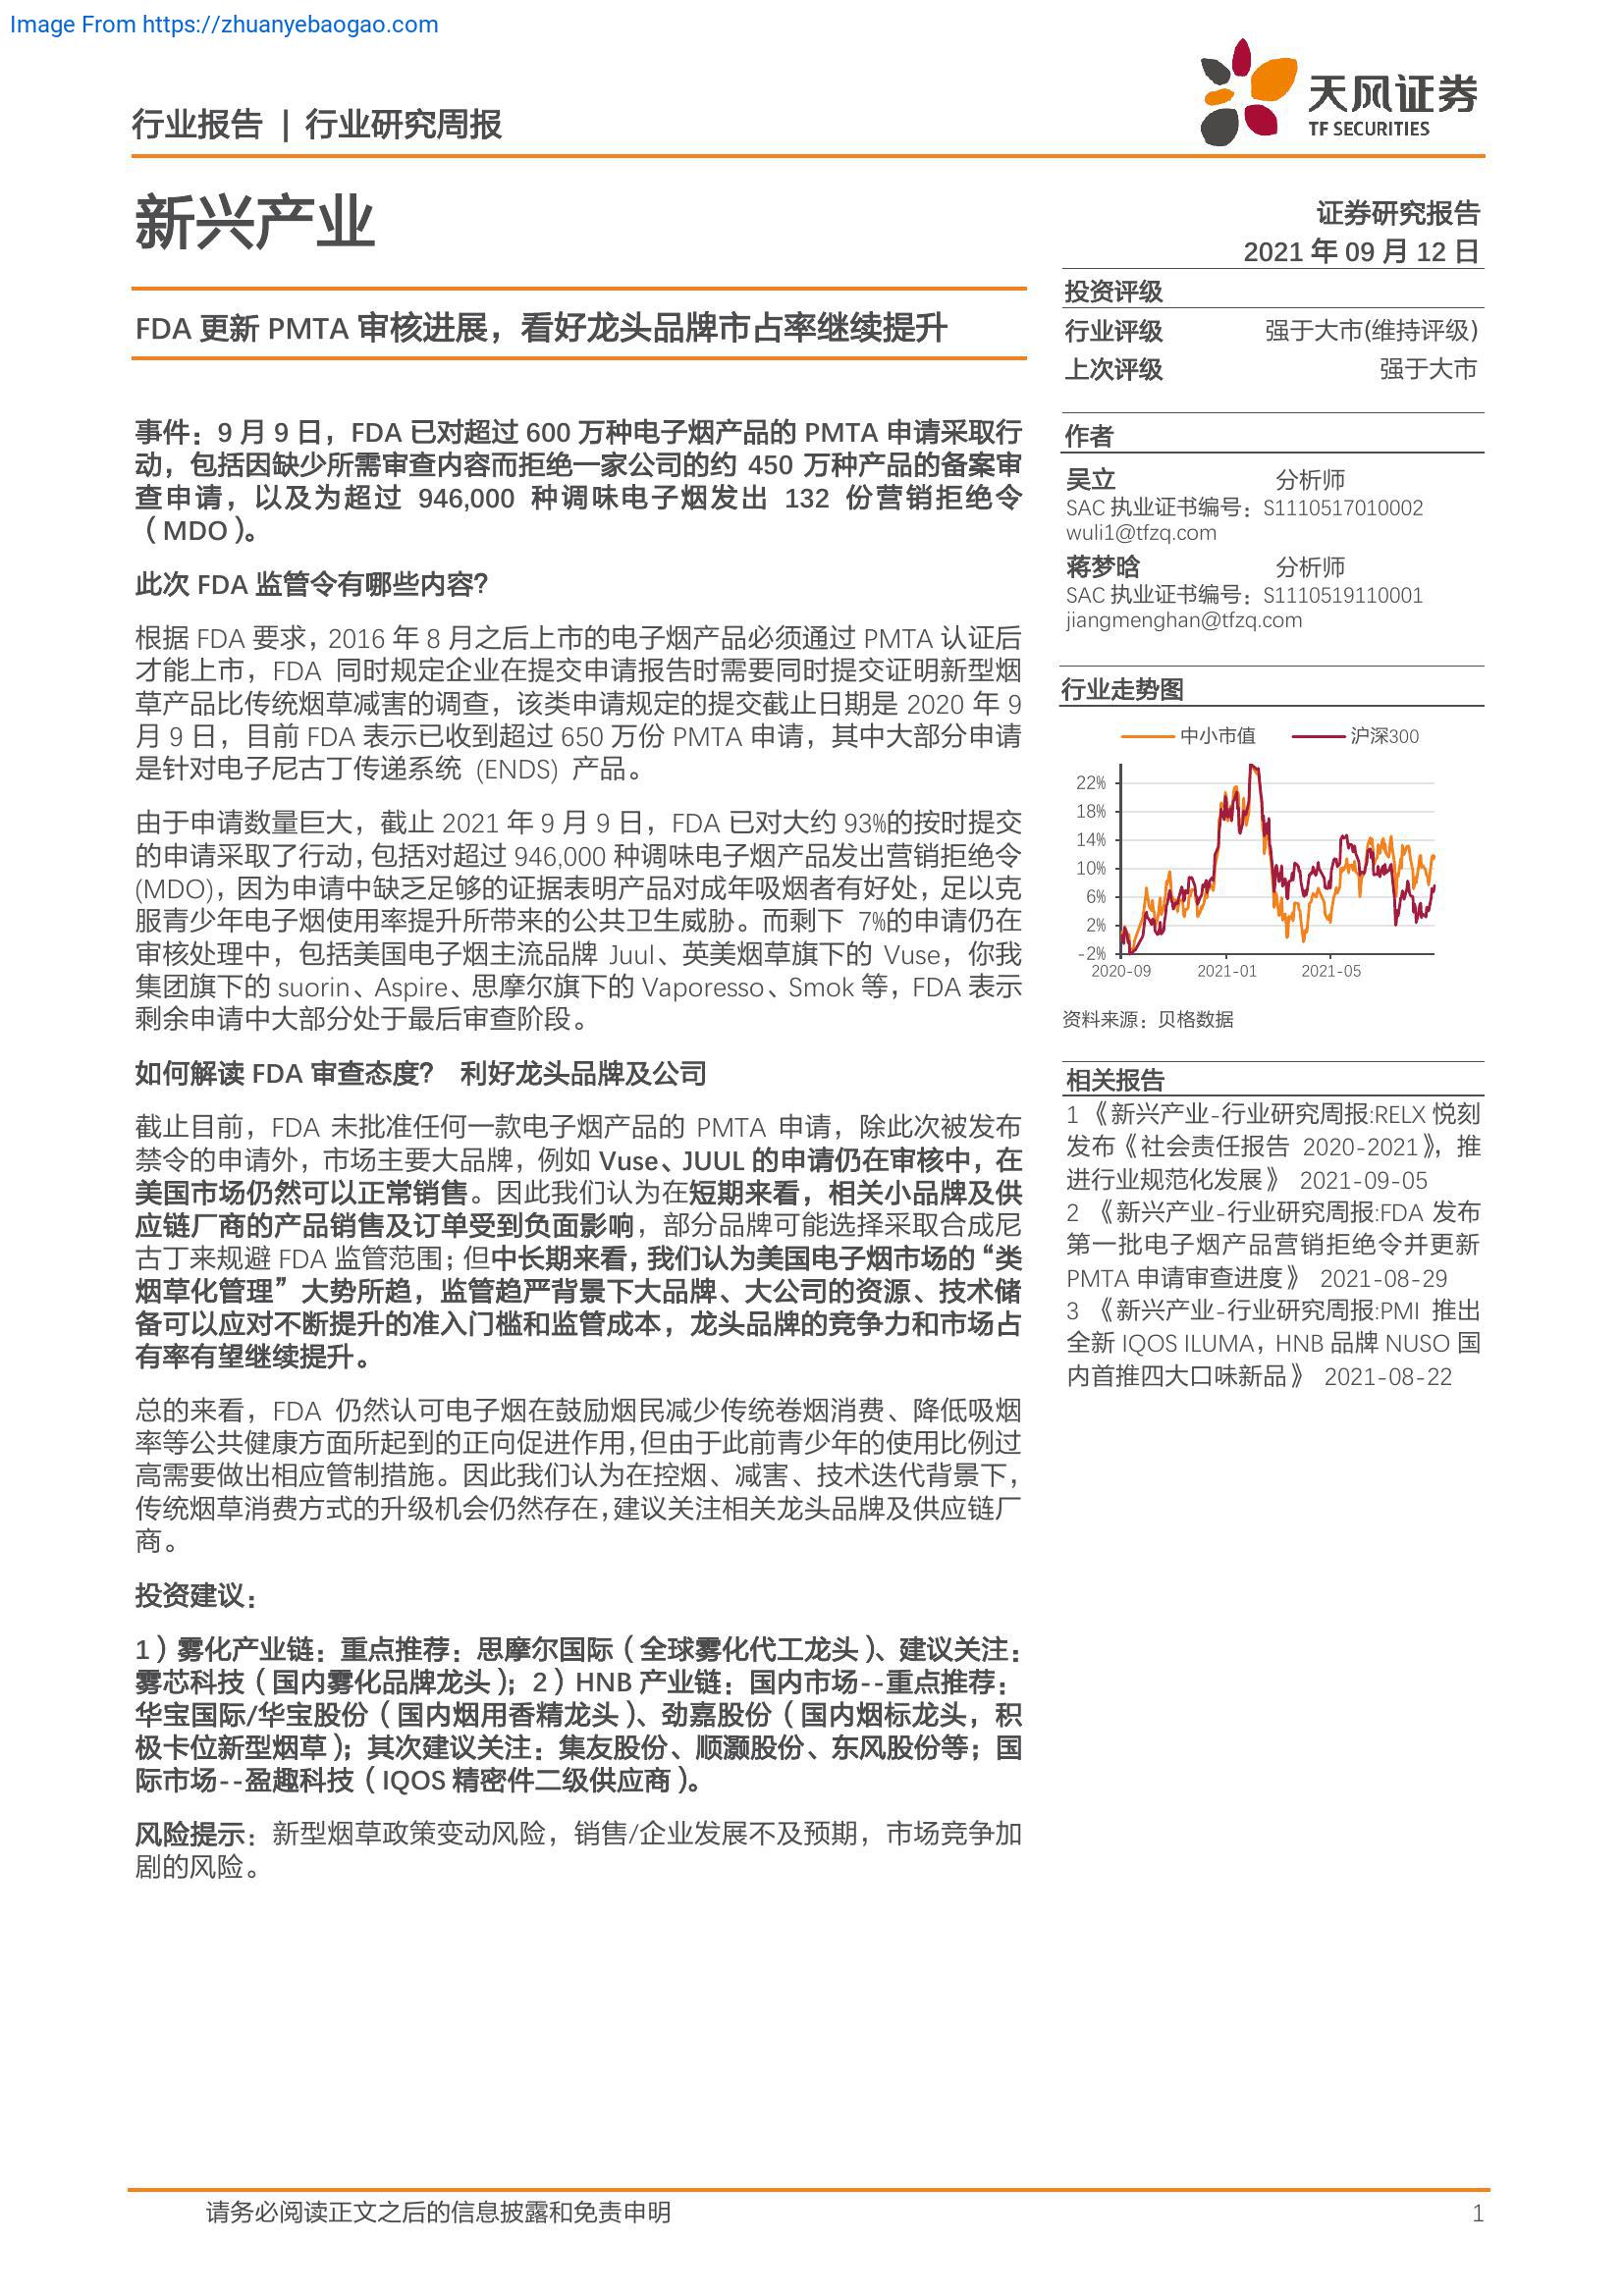 Image From https://zhuanyebaogao.com
行业报告 | 行业研究周报
天风证券
TF SECURITIES
新兴产业
证券研究报告
2021 年 09 月 12 日
FDA 更新 PMTA 审核进展，看好龙头品牌市占率继续提升
投资评级
行业评级 强于大市(维持评级)
上次评级 强于大市
事件：9 月 9 日，FDA 已对超过 600 万种电子烟产品的 PMTA 申请采取行
动，包括因缺少所需审查内容而拒绝一家公司的约 450 万种产品的备案审
查申请，以及为超过 946,000 种调味电子烟发出 132 份营销拒绝令
（MDO）。
此次 FDA 监管令有哪些内容？
根据 FDA 要求，2016 年 8 月之后上市的电子烟产品必须通过 PMTA 认证后
才能上市，FDA 同时规定企业在提交申请报告时需要同时提交证明新型烟
草产品比传统烟草减害的调查，该类申请规定的提交截止日期是 2020 年 9
月 9 日，目前 FDA 表示已收到超过 650 万份 PMTA 申请，其中大部分申请
是针对电子尼古丁传递系统 (ENDS) 产品。
由于申请数量巨大，截止 2021 年 9 月 9 日，FDA 已对大约 93%的按时提交
的申请采取了行动，包括对超过 946,000 种调味电子烟产品发出营销拒绝令
(MDO)，因为申请中缺乏足够的证据表明产品对成年吸烟者有好处，足以克
服青少年电子烟使用率提升所带来的公共卫生威胁。而剩下 7%的申请仍在
审核处理中，包括美国电子烟主流品牌 Juul、英美烟草旗下的 Vuse，你我
集团旗下的 suorin、Aspire、思摩尔旗下的 Vaporesso、Smok 等，FDA 表示
剩余申请中大部分处于最后审查阶段。
如何解读 FDA 审查态度？ 利好龙头品牌及公司
截止目前，FDA 未批准任何一款电子烟产品的 PMTA 申请，除此次被发布
禁令的申请外，市场主要大品牌，例如 Vuse、JUUL 的申请仍在审核中，在
美国市场仍然可以正常销售。因此我们认为在短期来看，相关小品牌及供
应链厂商的产品销售及订单受到负面影响，部分品牌可能选择采取合成尼
古丁来规避 FDA 监管范围；但中长期来看，我们认为美国电子烟市场的“类
烟草化管理”大势所趋，监管趋严背景下大品牌、大公司的资源、技术储
备可以应对不断提升的准入门槛和监管成本，龙头品牌的竞争力和市场占
有率有望继续提升。
总的来看，FDA 仍然认可电子烟在鼓励烟民减少传统卷烟消费、降低吸烟
率等公共健康方面所起到的正向促进作用，但由于此前青少年的使用比例过
高需要做出相应管制措施。因此我们认为在控烟、减害、技术迭代背景下，
传统烟草消费方式的升级机会仍然存在，建议关注相关龙头品牌及供应链厂
商。
投资建议：
1）雾化产业链：重点推荐：思摩尔国际（全球雾化代工龙头）、建议关注：
雾芯科技（国内雾化品牌龙头）；2）HNB 产业链：国内市场--重点推荐：
华宝国际/华宝股份（国内烟用香精龙头）、劲嘉股份（国内烟标龙头，积
极卡位新型烟草）；其次建议关注：集友股份、顺灏股份、东风股份等；国
际市场--盈趣科技（IQOS 精密件二级供应商）。
风险提示：新型烟草政策变动风险，销售/企业发展不及预期，市场竞争加
剧的风险。
作者
吴立 分析师
SAC 执业证书编号：S1110517010002
wuli1@tfzq.com
蒋梦晗 分析师
SAC 执业证书编号：S1110519110001
jiangmenghan@tfzq.com
行业走势图
中小市值 沪深300
22%
18%
14%
10%
6%
2%
-2%
2020-09 2021-01 2021-05
资料来源：贝格数据
相关报告
1 《新兴产业-行业研究周报:RELX 悦刻
发布《社会责任报告 2020-2021》，推
进行业规范化发展》 2021-09-05
2 《新兴产业-行业研究周报:FDA 发布
第一批电子烟产品营销拒绝令并更新
PMTA 申请审查进度》 2021-08-29
3 《新兴产业-行业研究周报:PMI 推出
全新 IQOS ILUMA，HNB 品牌 NUSO 国
内首推四大口味新品》 2021-08-22
请务必阅读正文之后的信息披露和免责申明 1